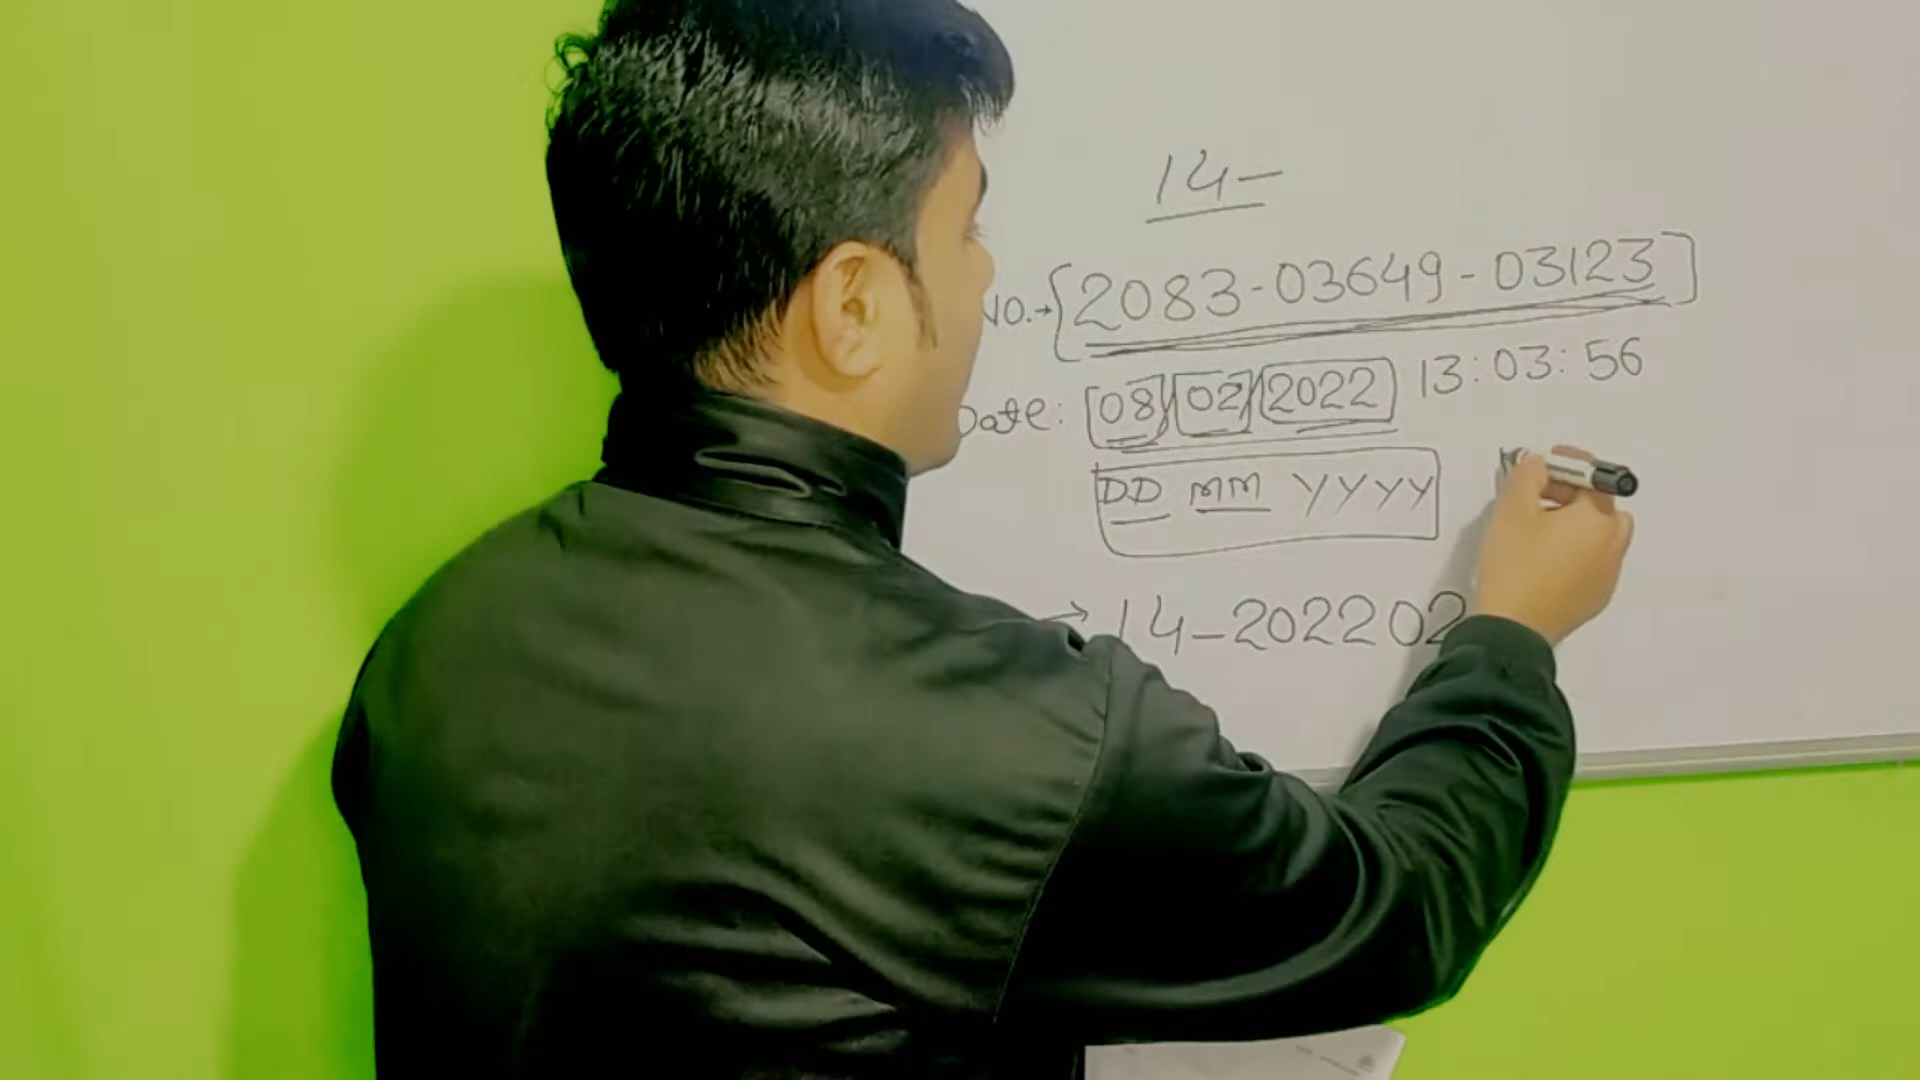 14-
NO.→[2083-03649-03123]
Date: 08/02/2022 13:03:56
DD MM YYYY
→ 14-202202